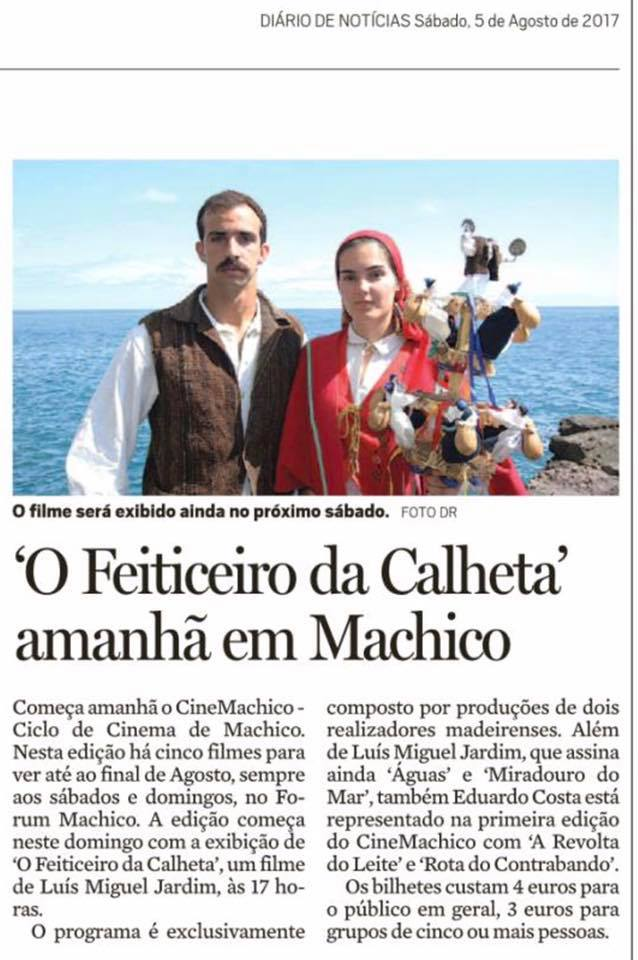 DIÁRIO DE NOTÍCIAS Sábado, 5 de Agosto de 2017
O filme será exibido ainda no próximo sábado. FOTO DR
‘O Feiticeiro da Calheta’
amanhã em Machico
Começa amanhã o CineMachico -
Ciclo de Cinema de Machico.
Nesta edição há cinco filmes para
ver até ao final de Agosto, sempre
aos sábados e domingos, no Fo-
rum Machico. A edição começa
neste domingo com a exibição de
‘O Feiticeiro da Calheta’, um filme
de Luís Miguel Jardim, às 17 ho-
ras.
O programa é exclusivamente
composto por produções de dois
realizadores madeirenses. Além
de Luís Miguel Jardim, que assina
ainda ‘Águas’ e ‘Miradouro do
Mar’, também Eduardo Costa está
representado na primeira edição
do CineMachico com ‘A Revolta
do Leite’ e ‘Rota do Contrabando’.
Os bilhetes custam 4 euros para
o público em geral, 3 euros para
grupos de cinco ou mais pessoas.